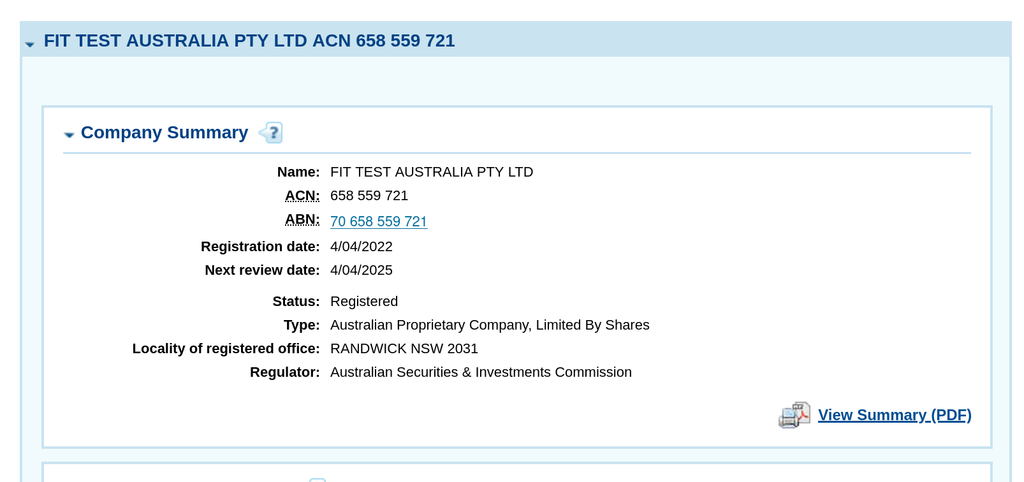 FIT TEST AUSTRALIA PTY LTD ACN 658 559 721
Company Summary ?
Name: FIT TEST AUSTRALIA PTY LTD
ACN: 658 559 721
ABN: 70 658 559 721
Registration date: 4/04/2022
Next review date: 4/04/2025
Status: Registered
Type: Australian Proprietary Company, Limited By Shares
Locality of registered office: RANDWICK NSW 2031
Regulator: Australian Securities & Investments Commission
View Summary (PDF)